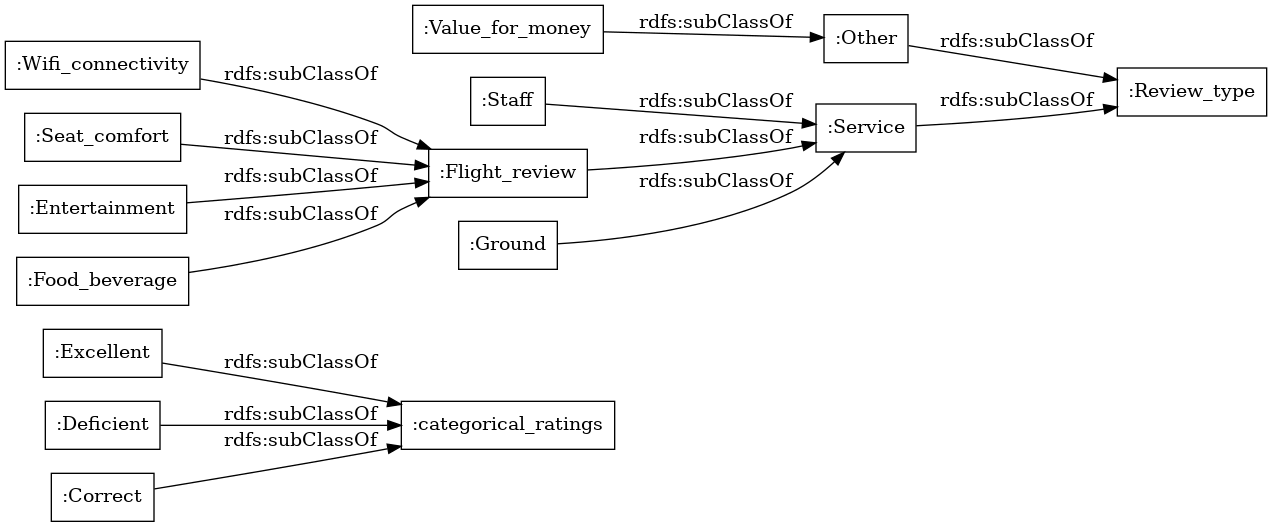 :Value_for_money
rdfs:subClassOf
:Other
rdfs:subClassOf
:Wifi_connectivity
rdfs:subClassOf
:Staff
rdfs:subClassOf
:Review_type
rdfs:subClassOf
:Service
:Seat_comfort
rdfs:subClassOf
rdfs:subClassOf
:Flight_review
rdfs:subClassOf
:Entertainment
rdfs:subClassOf
rdfs:subClassOf
:Ground
:Food_beverage
:Excellent
rdfs:subClassOf
:Deficient
rdfs:subClassOf
:categorical_ratings
rdfs:subClassOf
:Correct